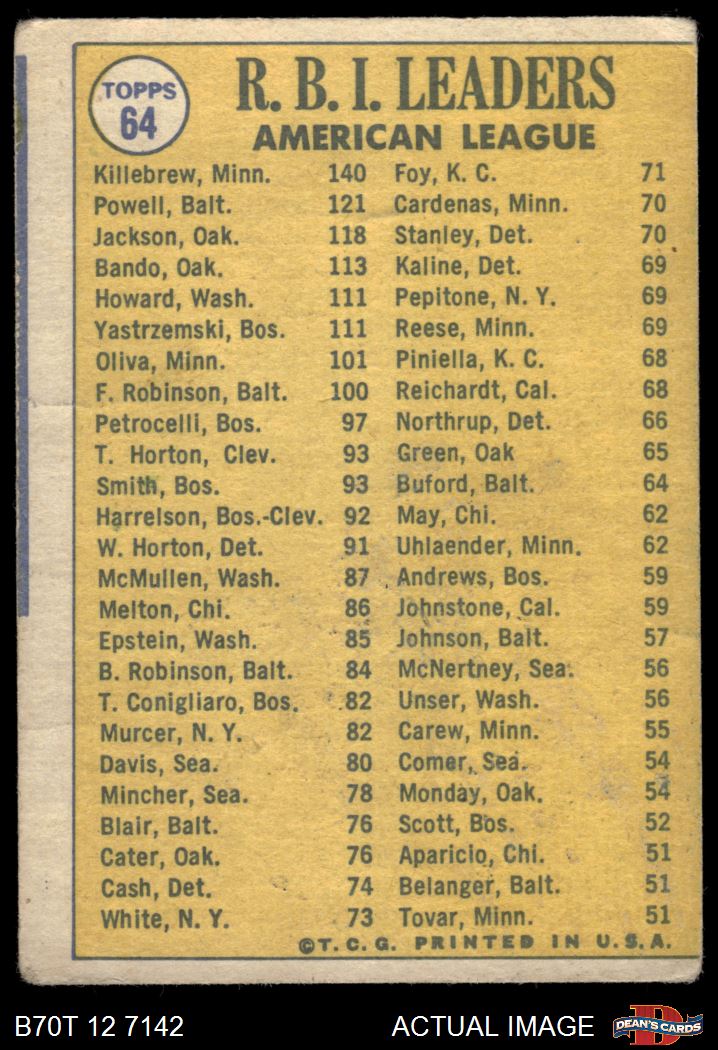 TOPPS
64
R. B. I. LEADERS
AMERICAN LEAGUE
Killebrew, Minn. 140
Powell, Balt. 121
Jackson, Oak. 118
Bando, Oak. 113
Howard, Wash. 111
Yastrzemski, Bos. 111
Oliva, Minn. 101
F. Robinson, Balt. 100
Petrocelli, Bos. 97
T. Horton, Clev. 93
Smith, Bos. 93
Harrelson, Bos.-Clev. 92
W. Horton, Det. 91
McMullen, Wash. 87
Melton, Chi. 86
Epstein, Wash. 85
B. Robinson, Balt. 84
T. Conigliaro, Bos. 82
Murcer, N. Y. 82
Davis, Sea. 80
Mincher, Sea. 78
Blair, Balt. 76
Cater, Oak. 76
Cash, Det. 74
White, N. Y. 73
Foy, K. C. 71
Cardenas, Minn. 70
Stanley, Det. 70
Kaline, Det. 69
Pepitone, N. Y. 69
Reese, Minn. 69
Piniella, K. C. 68
Reichardt, Cal. 68
Northrup, Det. 66
Green, Oak 65
Buford, Balt. 64
May, Chi. 62
Uhlaender, Minn. 62
Andrews, Bos. 59
Johnstone, Cal. 59
Johnson, Balt. 57
McNertney, Sea. 56
Unser, Wash. 56
Carew, Minn. 55
Comer, Sea. 54
Monday, Oak. 54
Scott, Bos. 52
Aparicio, Chi. 51
Belanger, Balt. 51
Tovar, Minn. 51
©T. C. G. PRINTED IN U.S.A.
B70T 12 7142 ACTUAL IMAGE
DEAN'S CARDS